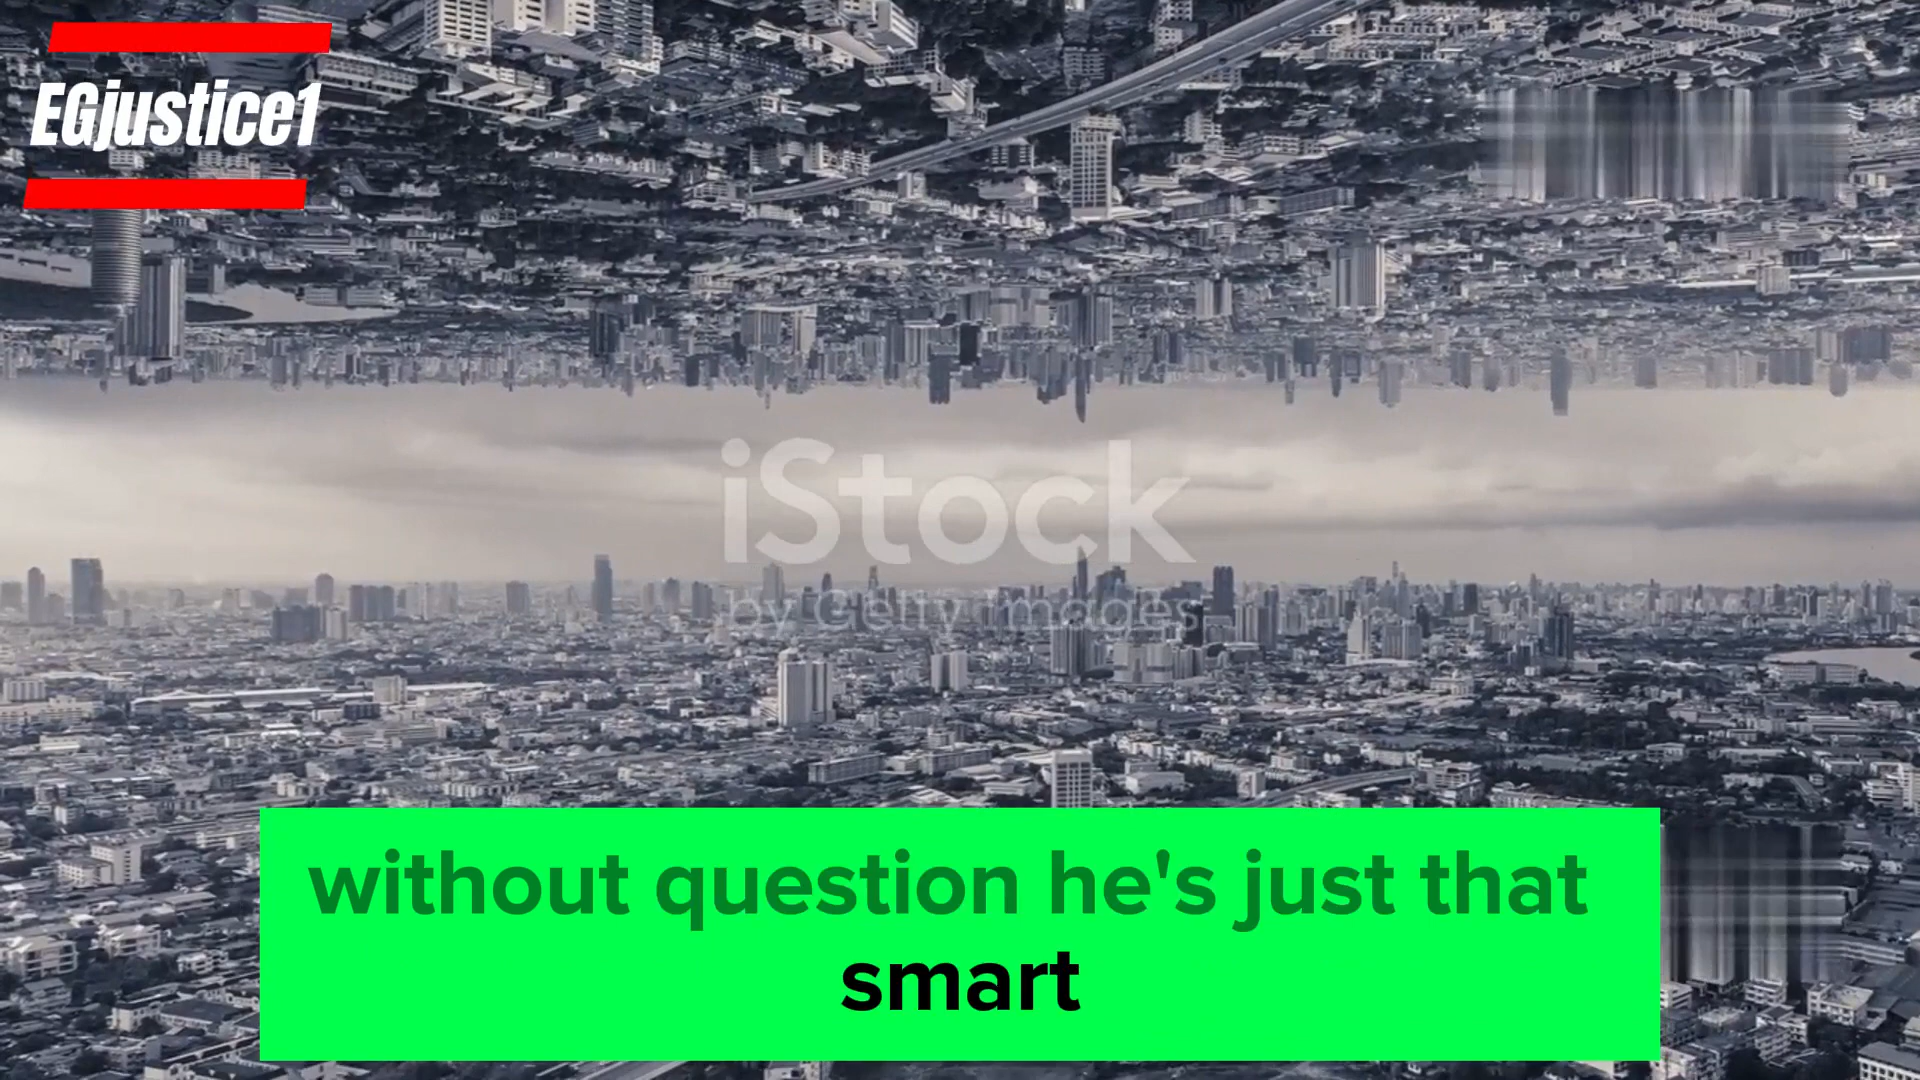 EGjustice1
iStock
by Getty Images
without question he's just that
smart